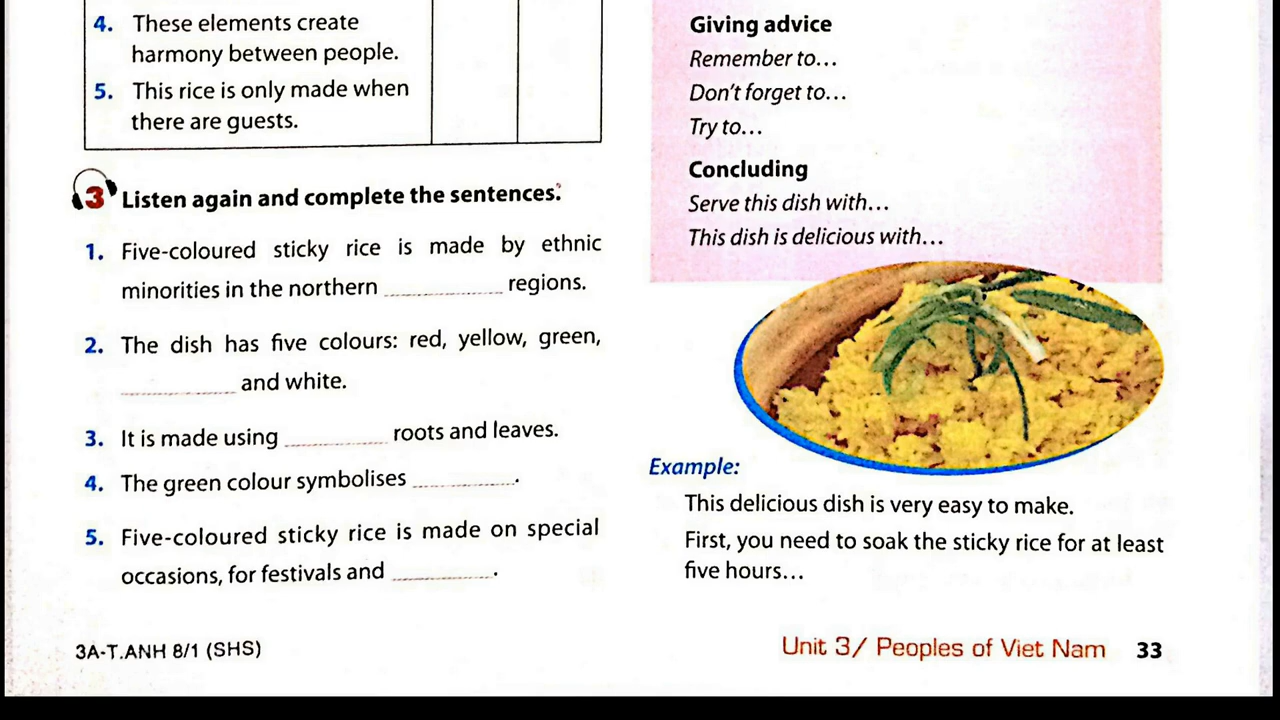 4. These elements create
harmony between people.
5. This rice is only made when
there are guests.
3 Listen again and complete the sentences.
1. Five-coloured sticky rice is made by ethnic
minorities in the northern ____________ regions.
2. The dish has five colours: red, yellow, green,
____________ and white.
3. It is made using ____________ roots and leaves.
4. The green colour symbolises ____________.
5. Five-coloured sticky rice is made on special
occasions, for festivals and ____________.
3A-T.ANH 8/1 (SHS)
Giving advice
Remember to…
Don't forget to…
Try to…
Concluding
Serve this dish with…
This dish is delicious with…
Example:
This delicious dish is very easy to make.
First, you need to soak the sticky rice for at least
five hours…
Unit 3/ Peoples of Viet Nam 33